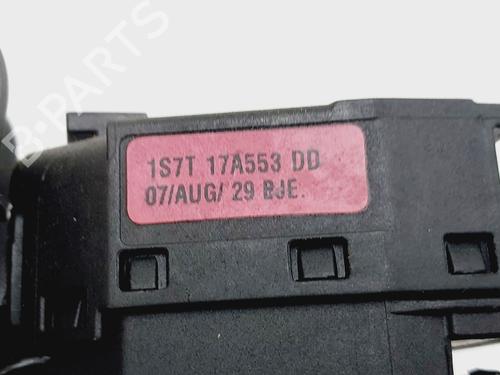 1S7T 17A553 DD
07/AUG/ 29 BJE.
B-PARTS